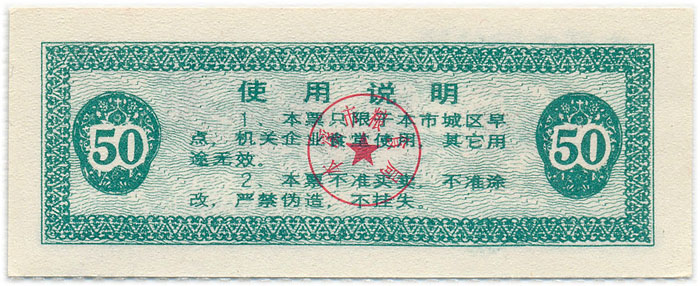 使用说明
50
1、本票只限于本市城区早
点，机关企业食堂使用，其它用
途无效。
2、本票不准买卖，不准涂
改，严禁伪造，不挂失。
50